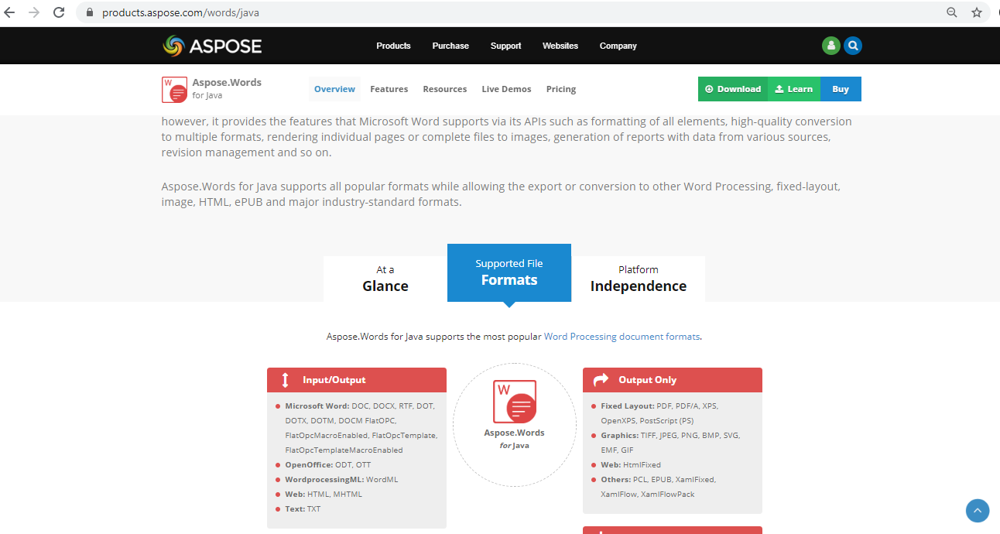 products.aspose.com/words/java
ASPOSE
Products Purchase Support Websites Company
Aspose.Words
for Java
Overview Features Resources Live Demos Pricing
Download Learn Buy
however, it provides the features that Microsoft Word supports via its APIs such as formatting of all elements, high-quality conversion
to multiple formats, rendering individual pages or complete files to images, generation of reports with data from various sources,
revision management and so on.
Aspose.Words for Java supports all popular formats while allowing the export or conversion to other Word Processing, fixed-layout,
image, HTML, ePUB and major industry-standard formats.
At a
Glance
Supported File
Formats
Platform
Independence
Aspose.Words for Java supports the most popular Word Processing document formats.
Input/Output
Microsoft Word: DOC, DOCX, RTF, DOT,
DOTX, DOTM, DOCM FlatOPC,
FlatOpcMacroEnabled, FlatOpcTemplate,
FlatOpcTemplateMacroEnabled
OpenOffice: ODT, OTT
WordprocessingML: WordML
Web: HTML, MHTML
Text: TXT
W
Aspose.Words
for Java
Output Only
Fixed Layout: PDF, PDF/A, XPS,
OpenXPS, PostScript (PS)
Graphics: TIFF, JPEG, PNG, BMP, SVG,
EMF, GIF
Web: HtmlFixed
Others: PCL, EPUB, XamlFixed,
XamlFlow, XamlFlowPack